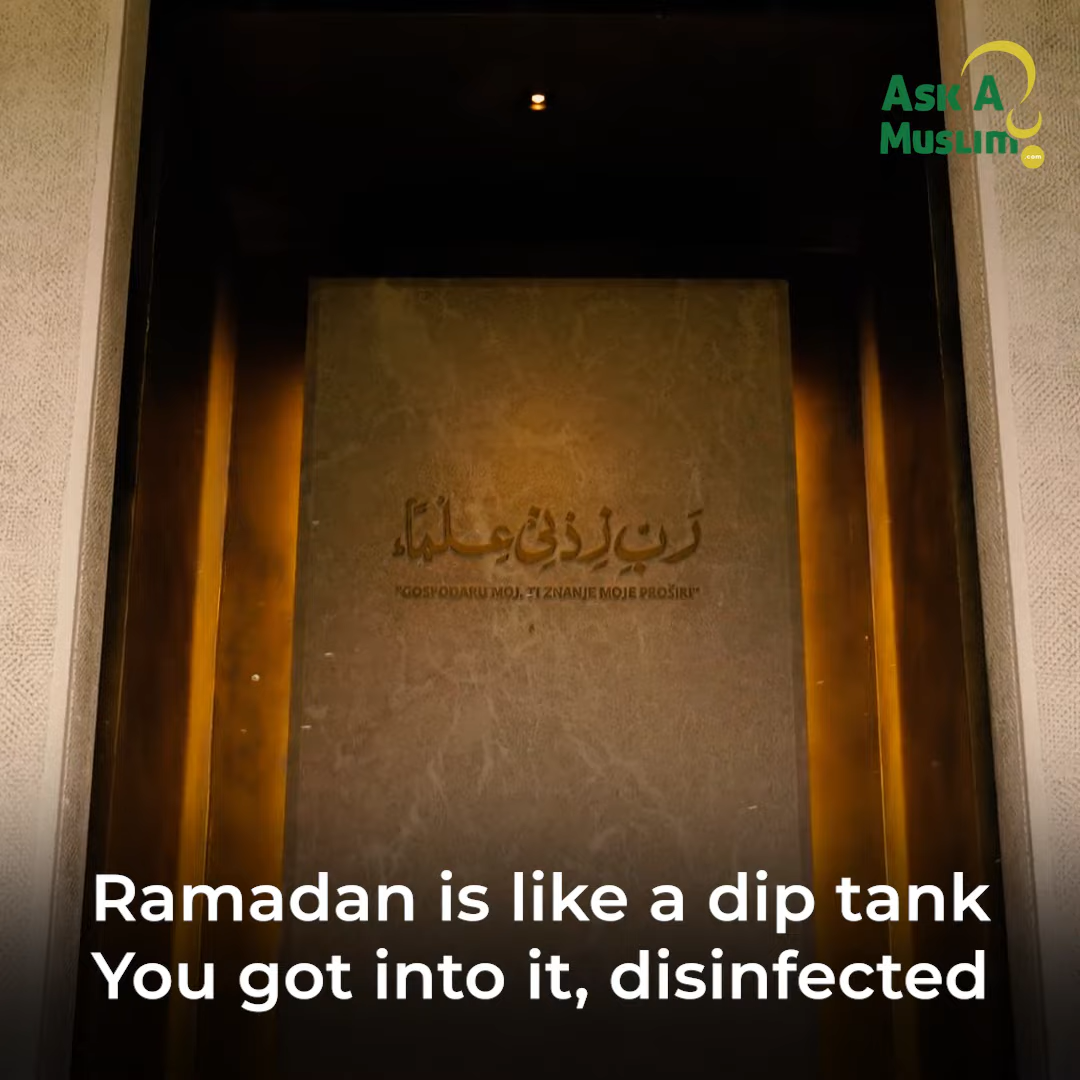 ASK A
MUSLIM
.com
رَبِّ زِدْنِي عِلْمًا
"GOSPODARU MOJ, TI ZNANJE MOJE PROŠIRI"
Ramadan is like a dip tank
You got into it, disinfected